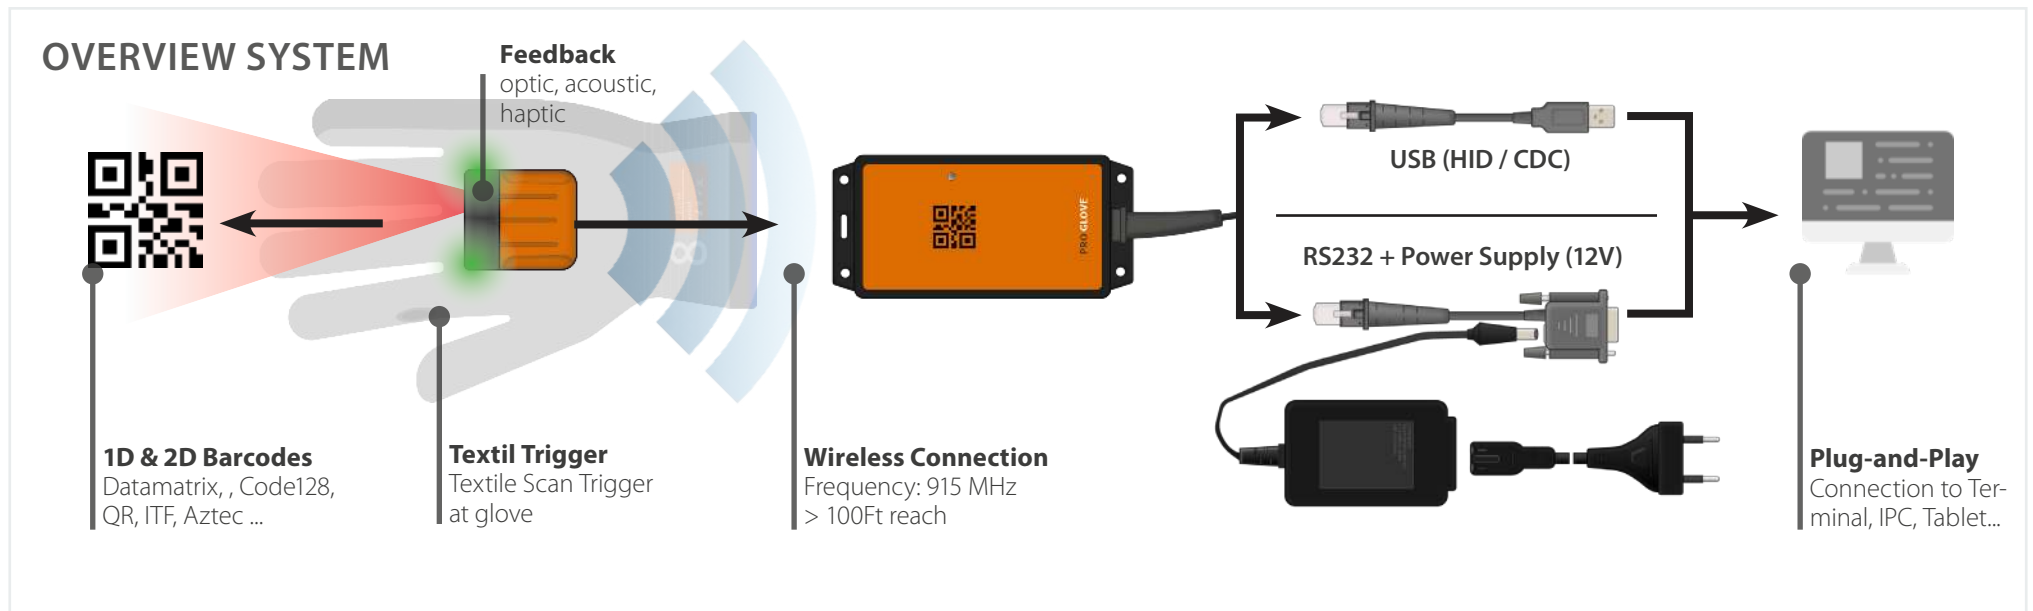 OVERVIEW SYSTEM
Feedback
optic, acoustic,
haptic
1D & 2D Barcodes
Datamatrix, , Code128,
QR, ITF, Aztec ...
Textil Trigger
Textile Scan Trigger
at glove
Wireless Connection
Frequency: 915 MHz
> 100Ft reach
PROGLOVE
USB (HID / CDC)
RS232 + Power Supply (12V)
Plug-and-Play
Connection to Ter-
minal, IPC, Tablet...